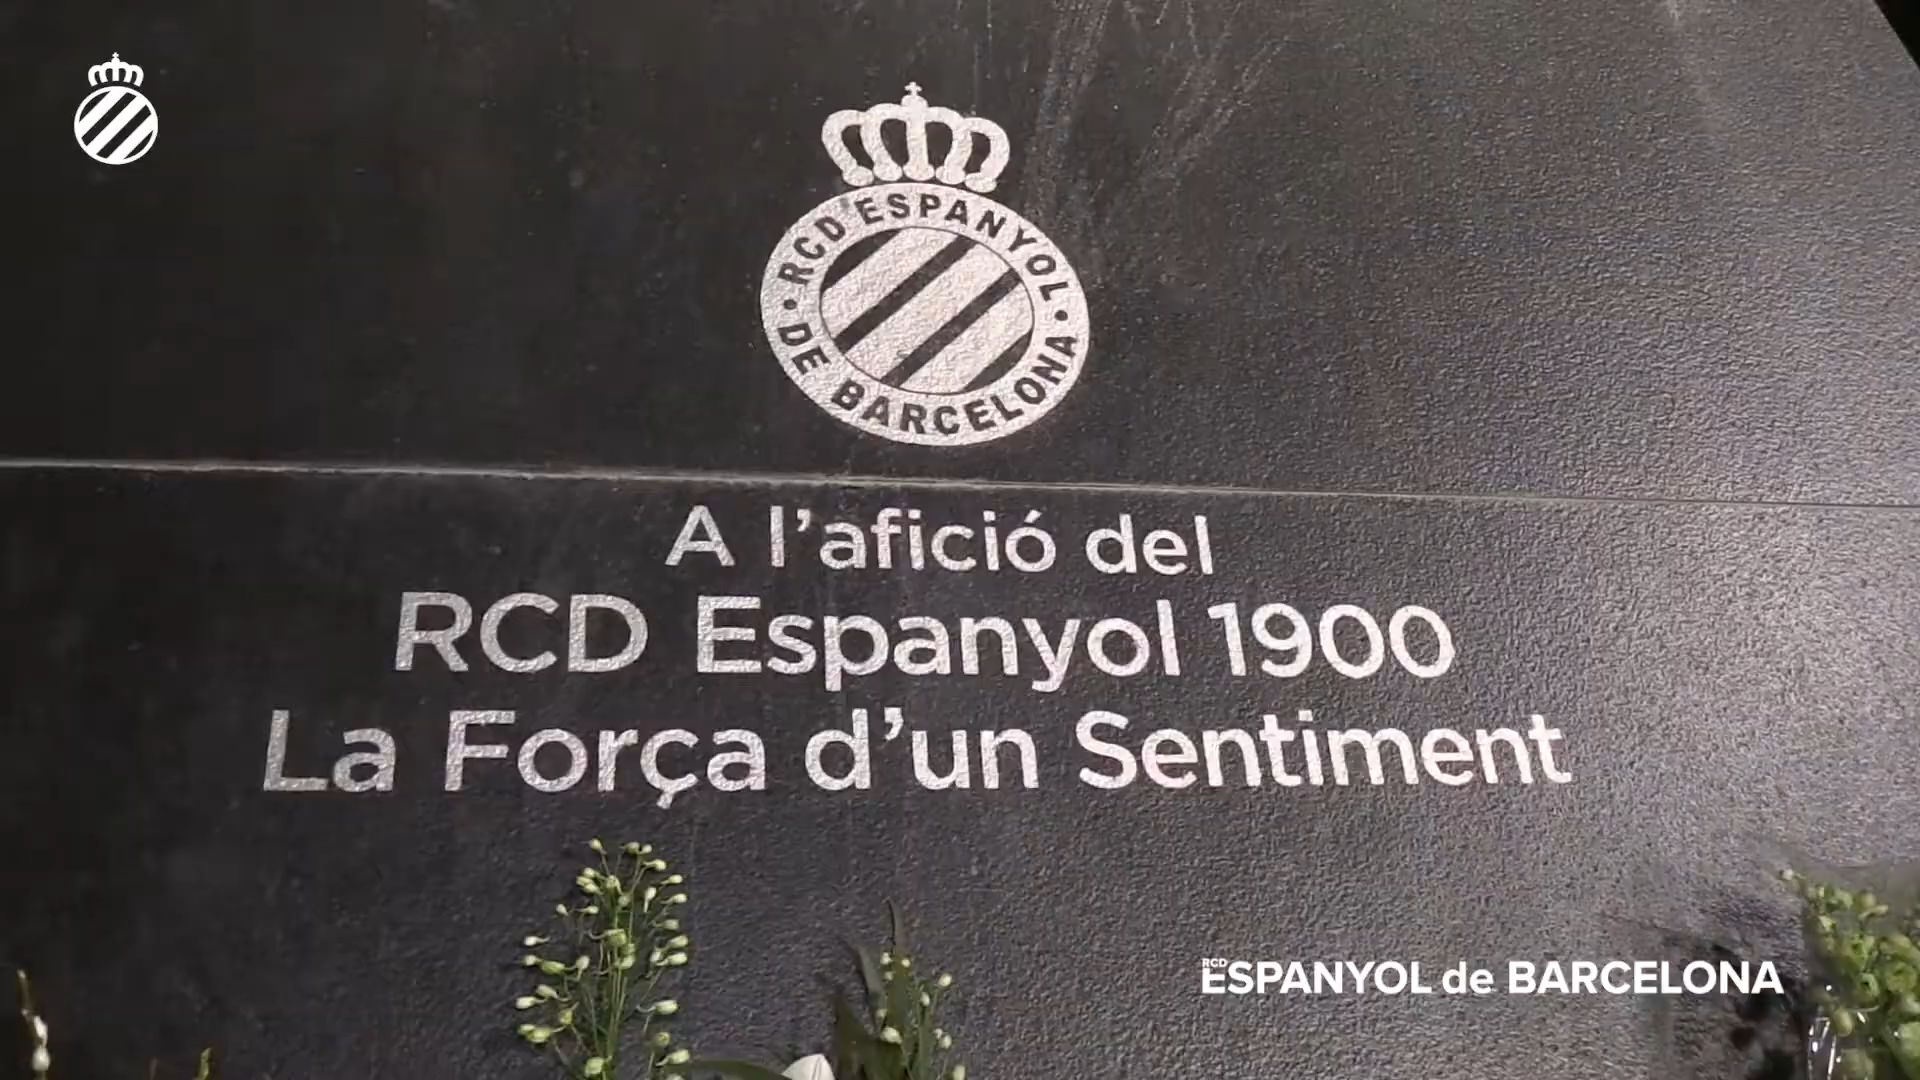 RCD ESPANYOL
DE BARCELONA
A l'afició del
RCD Espanyol 1900
La Força d'un Sentiment
RCD
ESPANYOL de BARCELONA